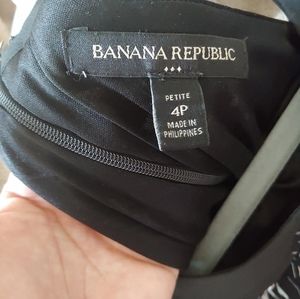 BANANA REPUBLIC
PETITE
4P
MADE IN
PHILIPPINES